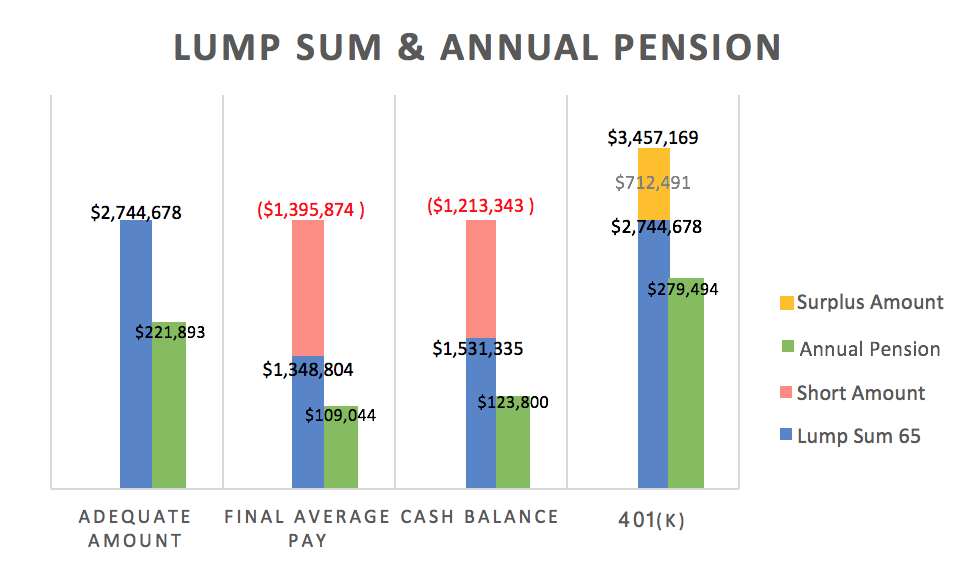 LUMP SUM & ANNUAL PENSION
$3,457,169
$712,491
$2,744,678
($1,395,874 )
($1,213,343 )
$2,744,678
$279,494
$221,893
$1,348,804
$1,531,335
$109,044
$123,800
Surplus Amount
Annual Pension
Short Amount
Lump Sum 65
ADEQUATE
AMOUNT
FINAL AVERAGE
PAY
CASH BALANCE
401(K)